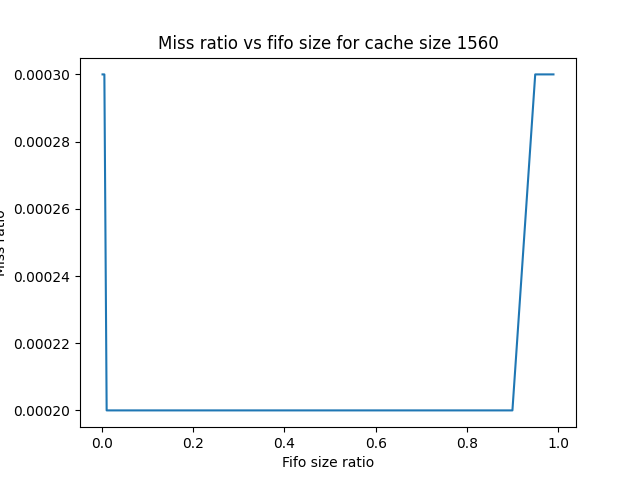 Miss ratio vs fifo size for cache size 1560
0.00030
0.00028
0.00026
0.00024
0.00022
0.00020
Miss ratio
0.0 0.2 0.4 0.6 0.8 1.0
Fifo size ratio